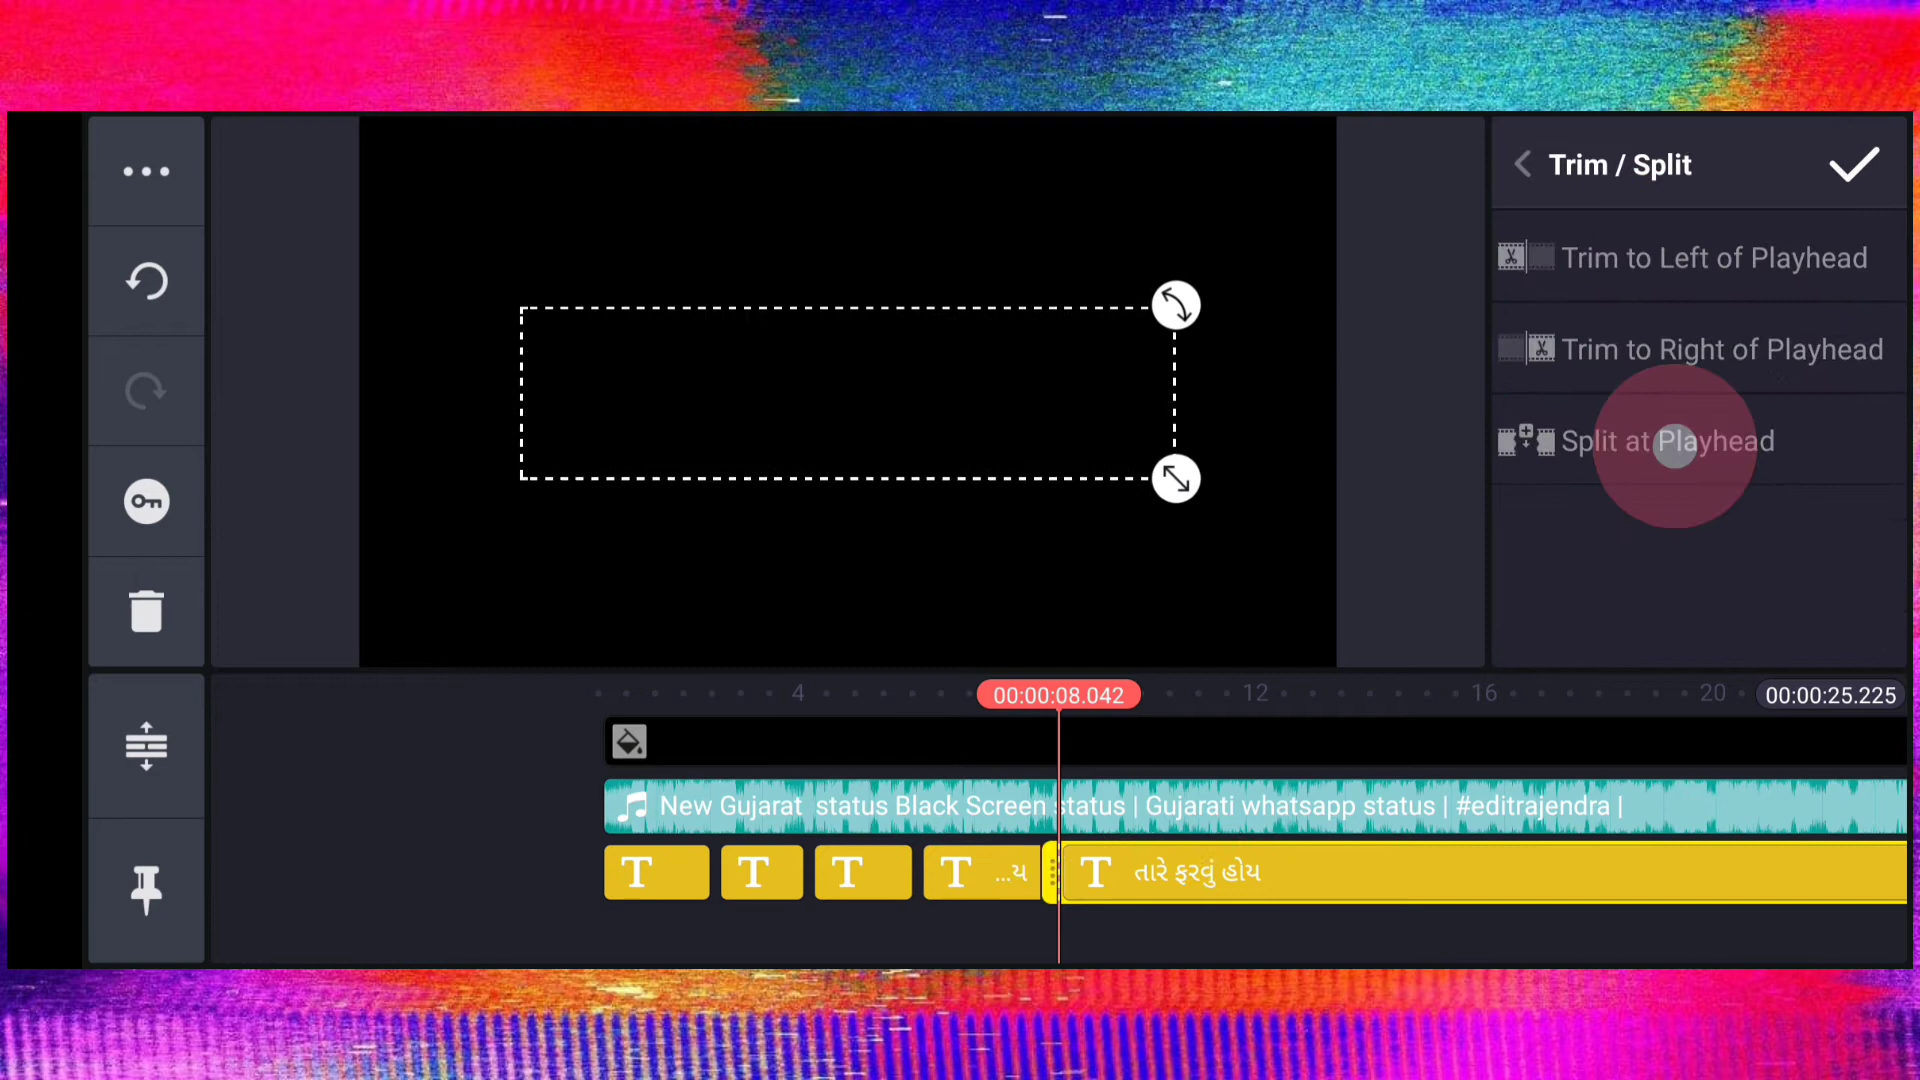 Trim / Split
Trim to Left of Playhead
Trim to Right of Playhead
Split at Playhead
4
00:00:08.042
12
16
20
00:00:25.225
New Gujarat status Black Screen status | Gujarati whatsapp status | #editrajendra |
T
T
T
T ...ય
T તારે ફરવું હોય